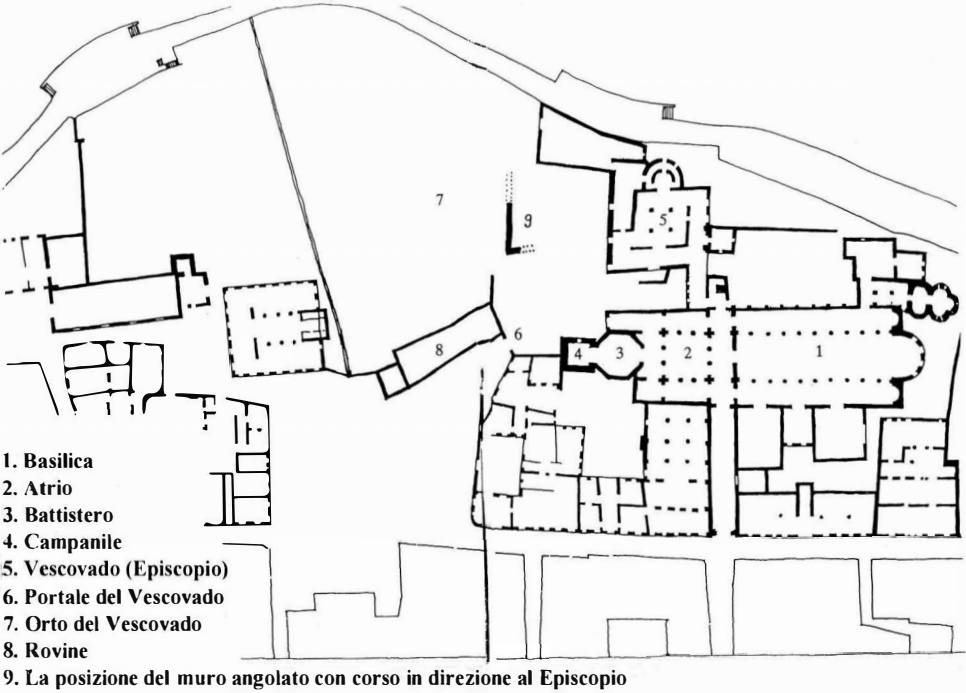 7
9
5
6
8
4
3
2
1
1. Basilica
2. Atrio
3. Battistero
4. Campanile
5. Vescovado (Episcopio)
6. Portale del Vescovado
7. Orto del Vescovado
8. Rovine
9. La posizione del muro angolato con corso in direzione al Episcopio